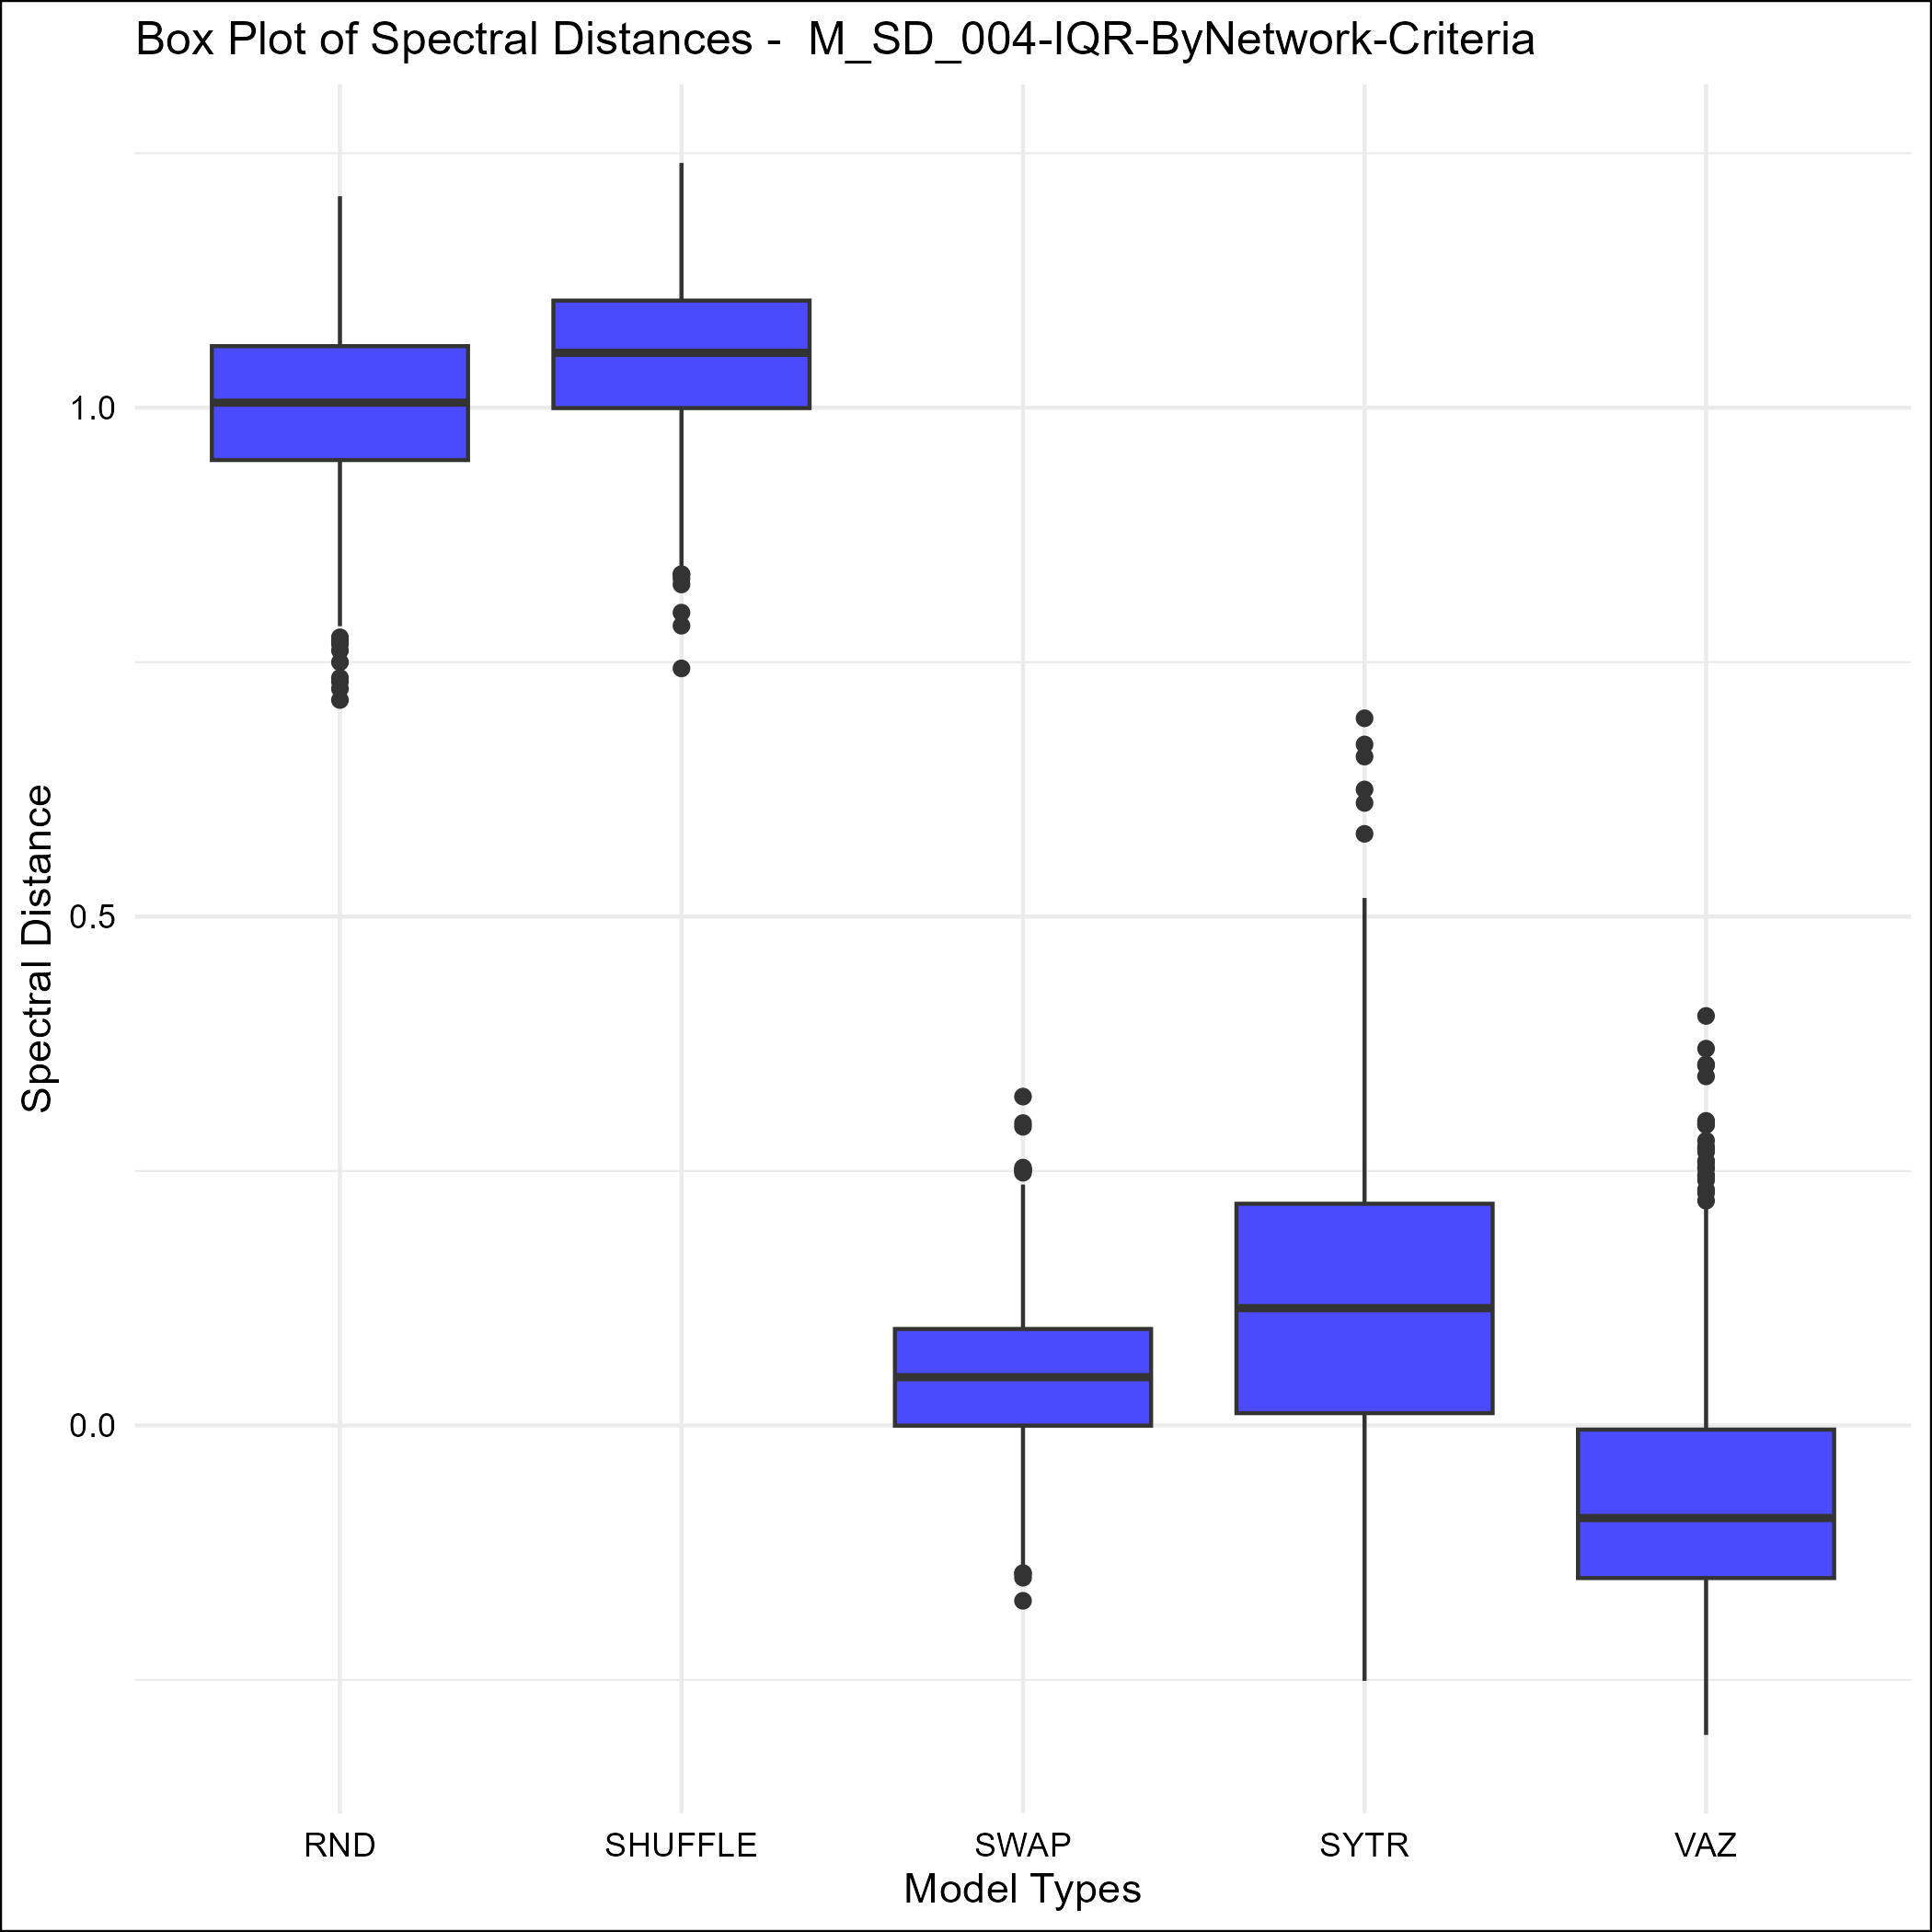 Box Plot of Spectral Distances -  M_SD_004-IQR-ByNetwork-Criteria
1.0
0.5
0.0
Spectral Distance
RND
SHUFFLE
SWAP
SYTR
VAZ
Model Types